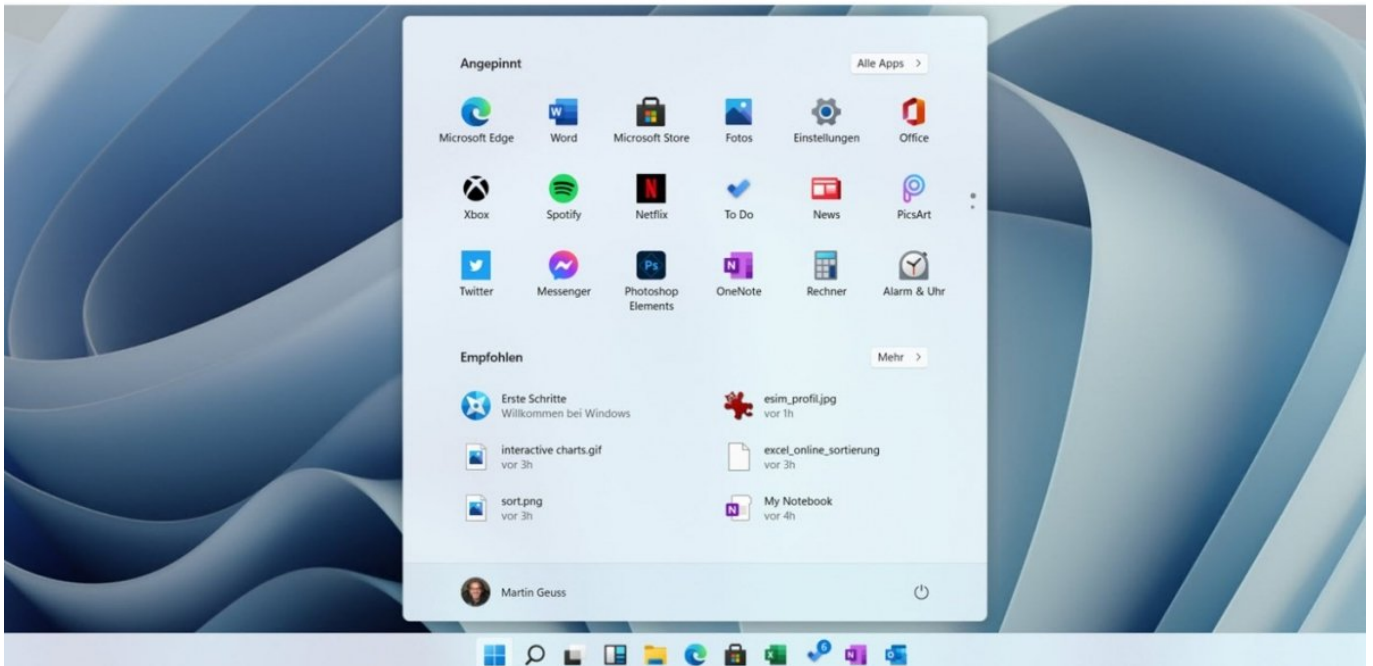 Angepinnt
Alle Apps
Microsoft Edge
Word
Microsoft Store
Fotos
Einstellungen
Office
Xbox
Spotify
Netflix
To Do
News
PicsArt
Twitter
Messenger
Photoshop
Elements
OneNote
Rechner
Alarm & Uhr
Empfohlen
Mehr
Erste Schritte
Willkommen bei Windows
esim_profil.jpg
vor 1h
interactive charts.gif
vor 3h
excel_online_sortierung
vor 3h
sort.png
vor 3h
My Notebook
vor 4h
Martin Geuss
6